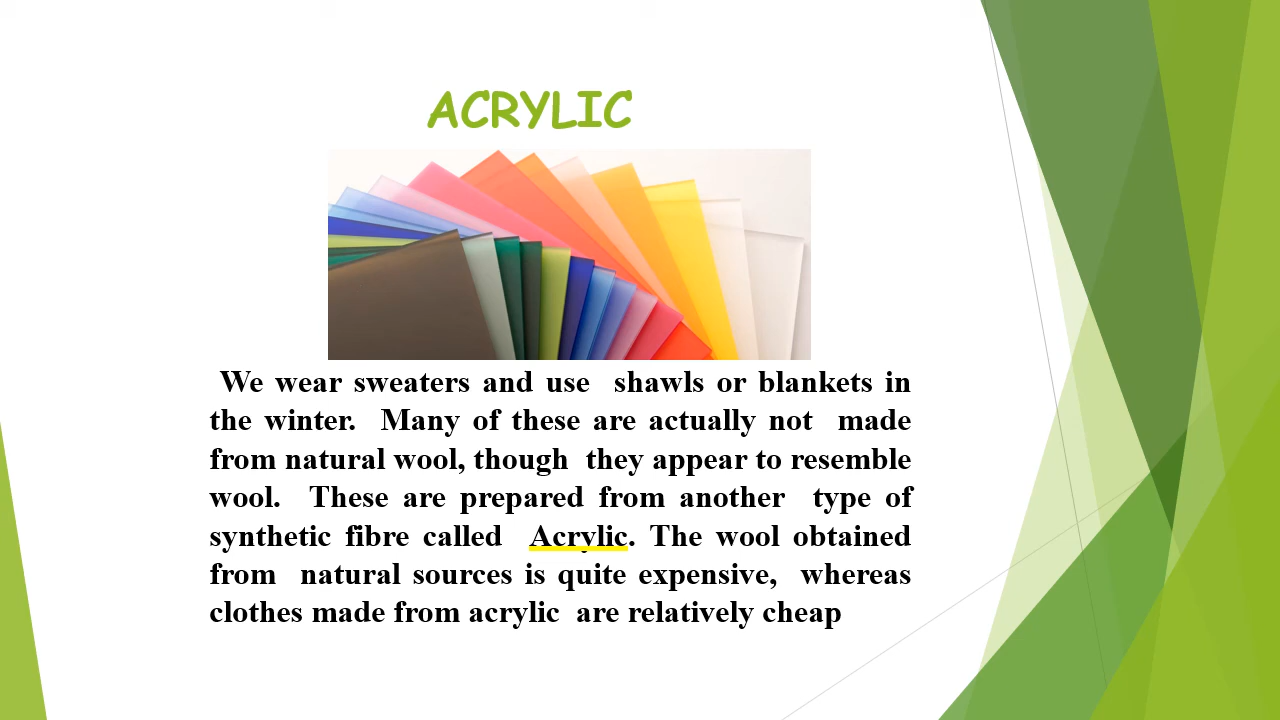 ACRYLIC
We wear sweaters and use shawls or blankets in
the winter. Many of these are actually not made
from natural wool, though they appear to resemble
wool. These are prepared from another type of
synthetic fibre called Acrylic. The wool obtained
from natural sources is quite expensive, whereas
clothes made from acrylic are relatively cheap